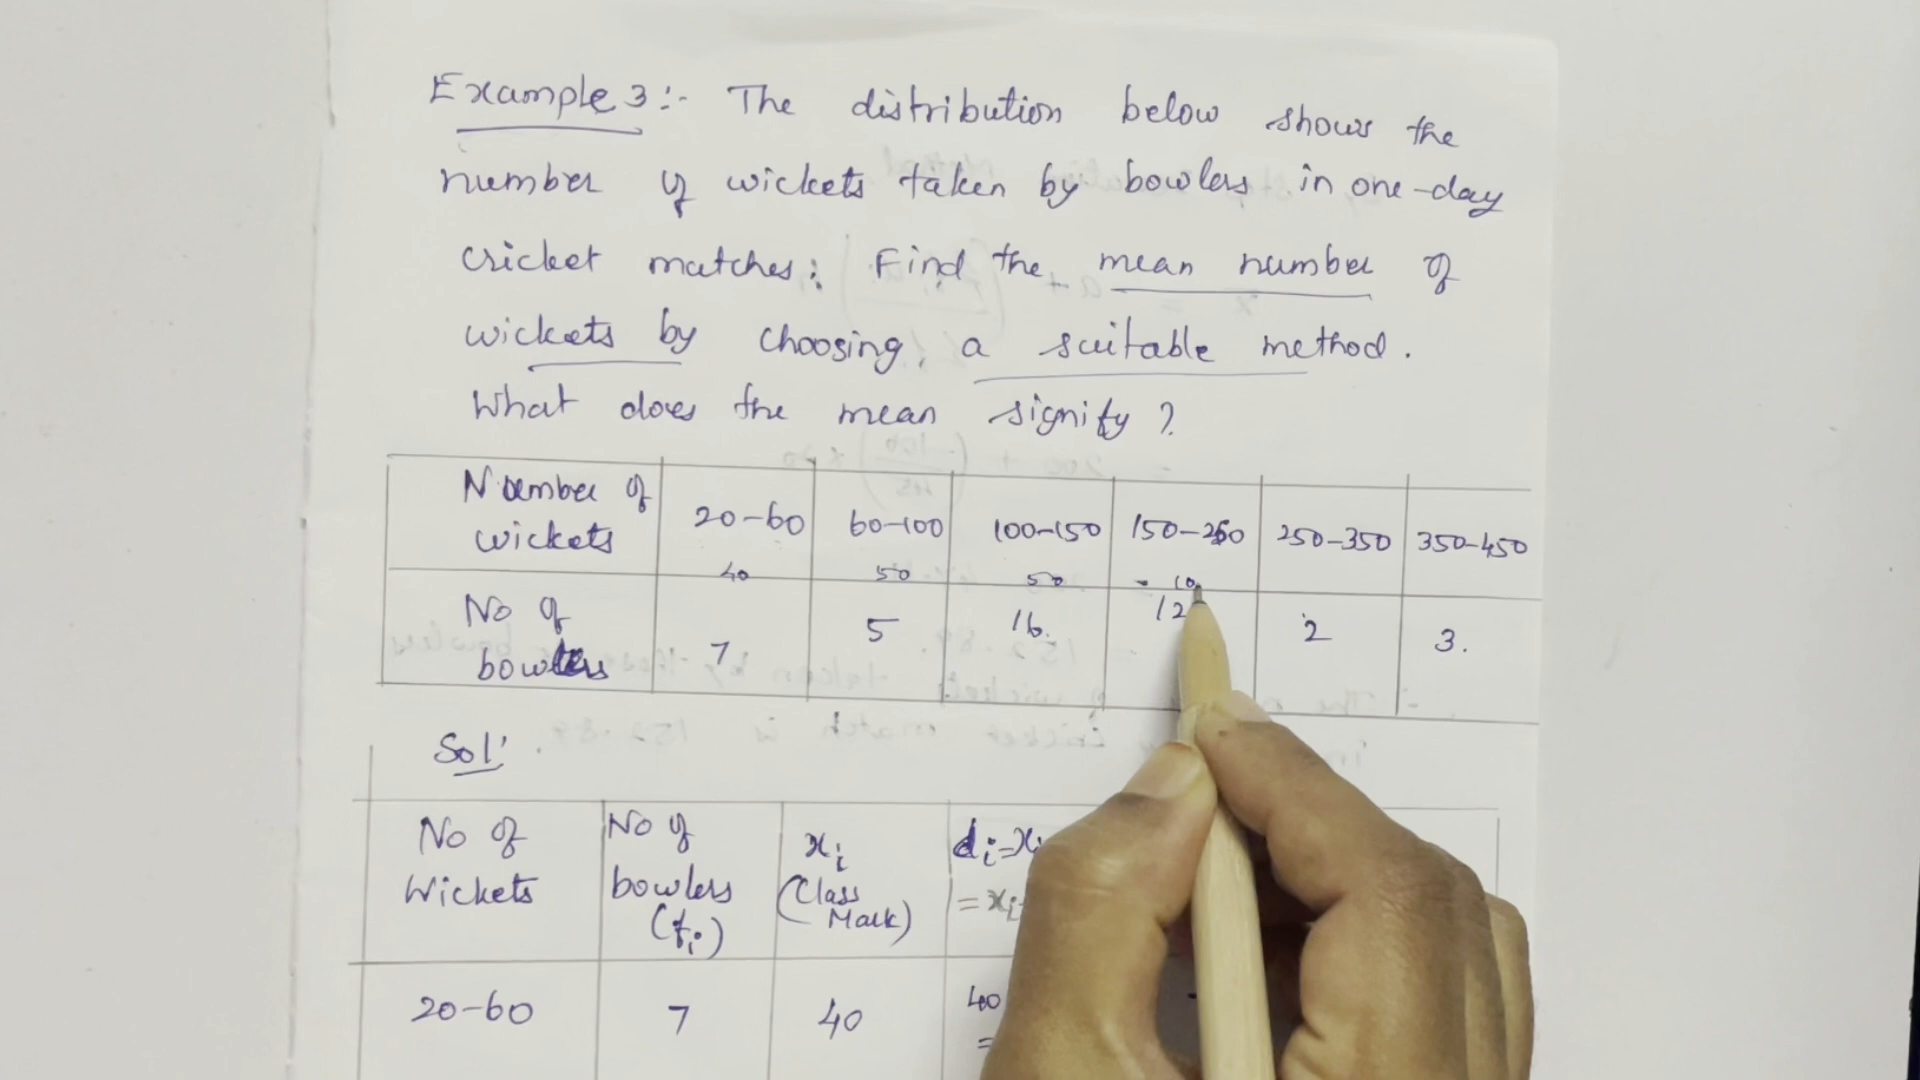 Example 3:- The distribution below shows the
number of wickets taken by bowlers in one-day
cricket matches: Find the mean number of
wickets by choosing a suitable method.
What does the mean signify?
Number of wickets 20-60 60-100 100-150 150-250 250-350 350-450
40 50 50 10
No of bowlers 7 5 16. 12 2 3.
Sol'.
No of Wickets No of bowlers (fi) xi (Class Mark) di=xi = xi-
20-60 7 40 40
=